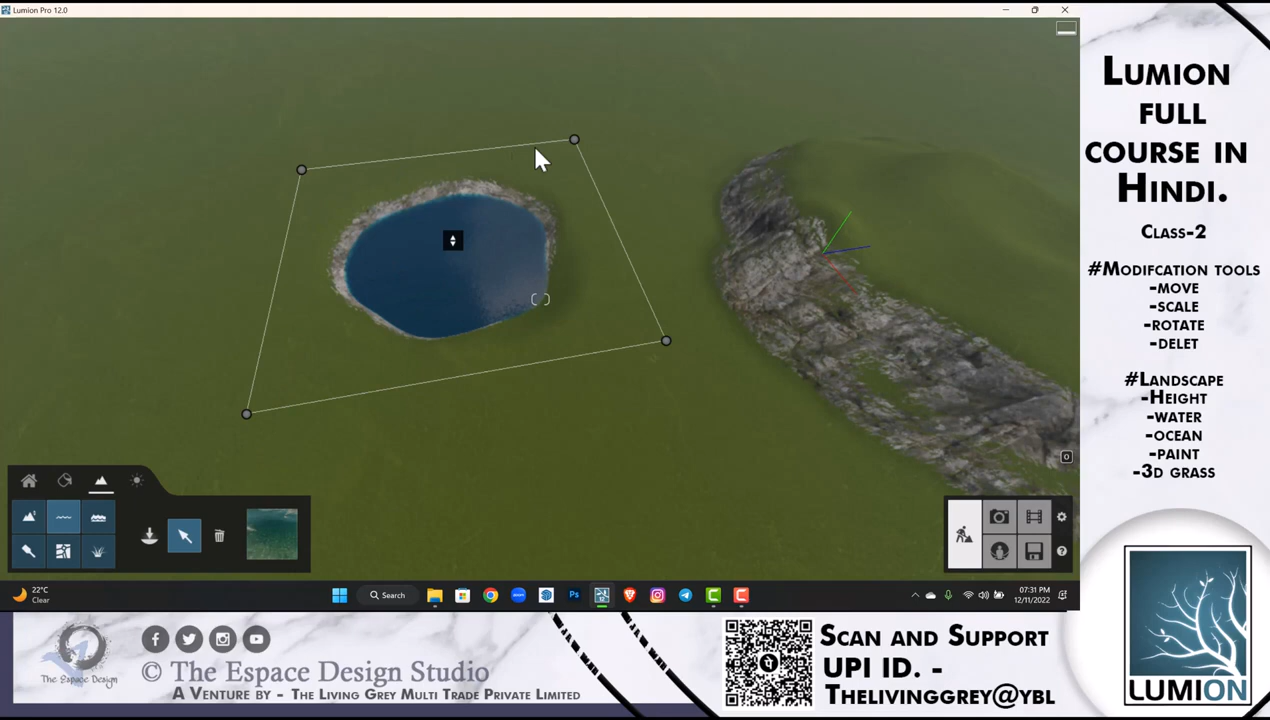 Lumion Pro 12.0
Lumion
full
course in
Hindi.
Class-2
#Modifcation tools
-Move
-Scale
-Rotate
-Delet
#Landscape
-Height
-Water
-Ocean
-Paint
-3d grass
22°C
Clear
Search
07:31 PM
12/11/2022
The Espace Design
© The Espace Design Studio
A Venture by - The Living Grey Multi Trade Private Limited
Scan and Support
UPI ID. -
Thelivinggrey@ybl
LUMION